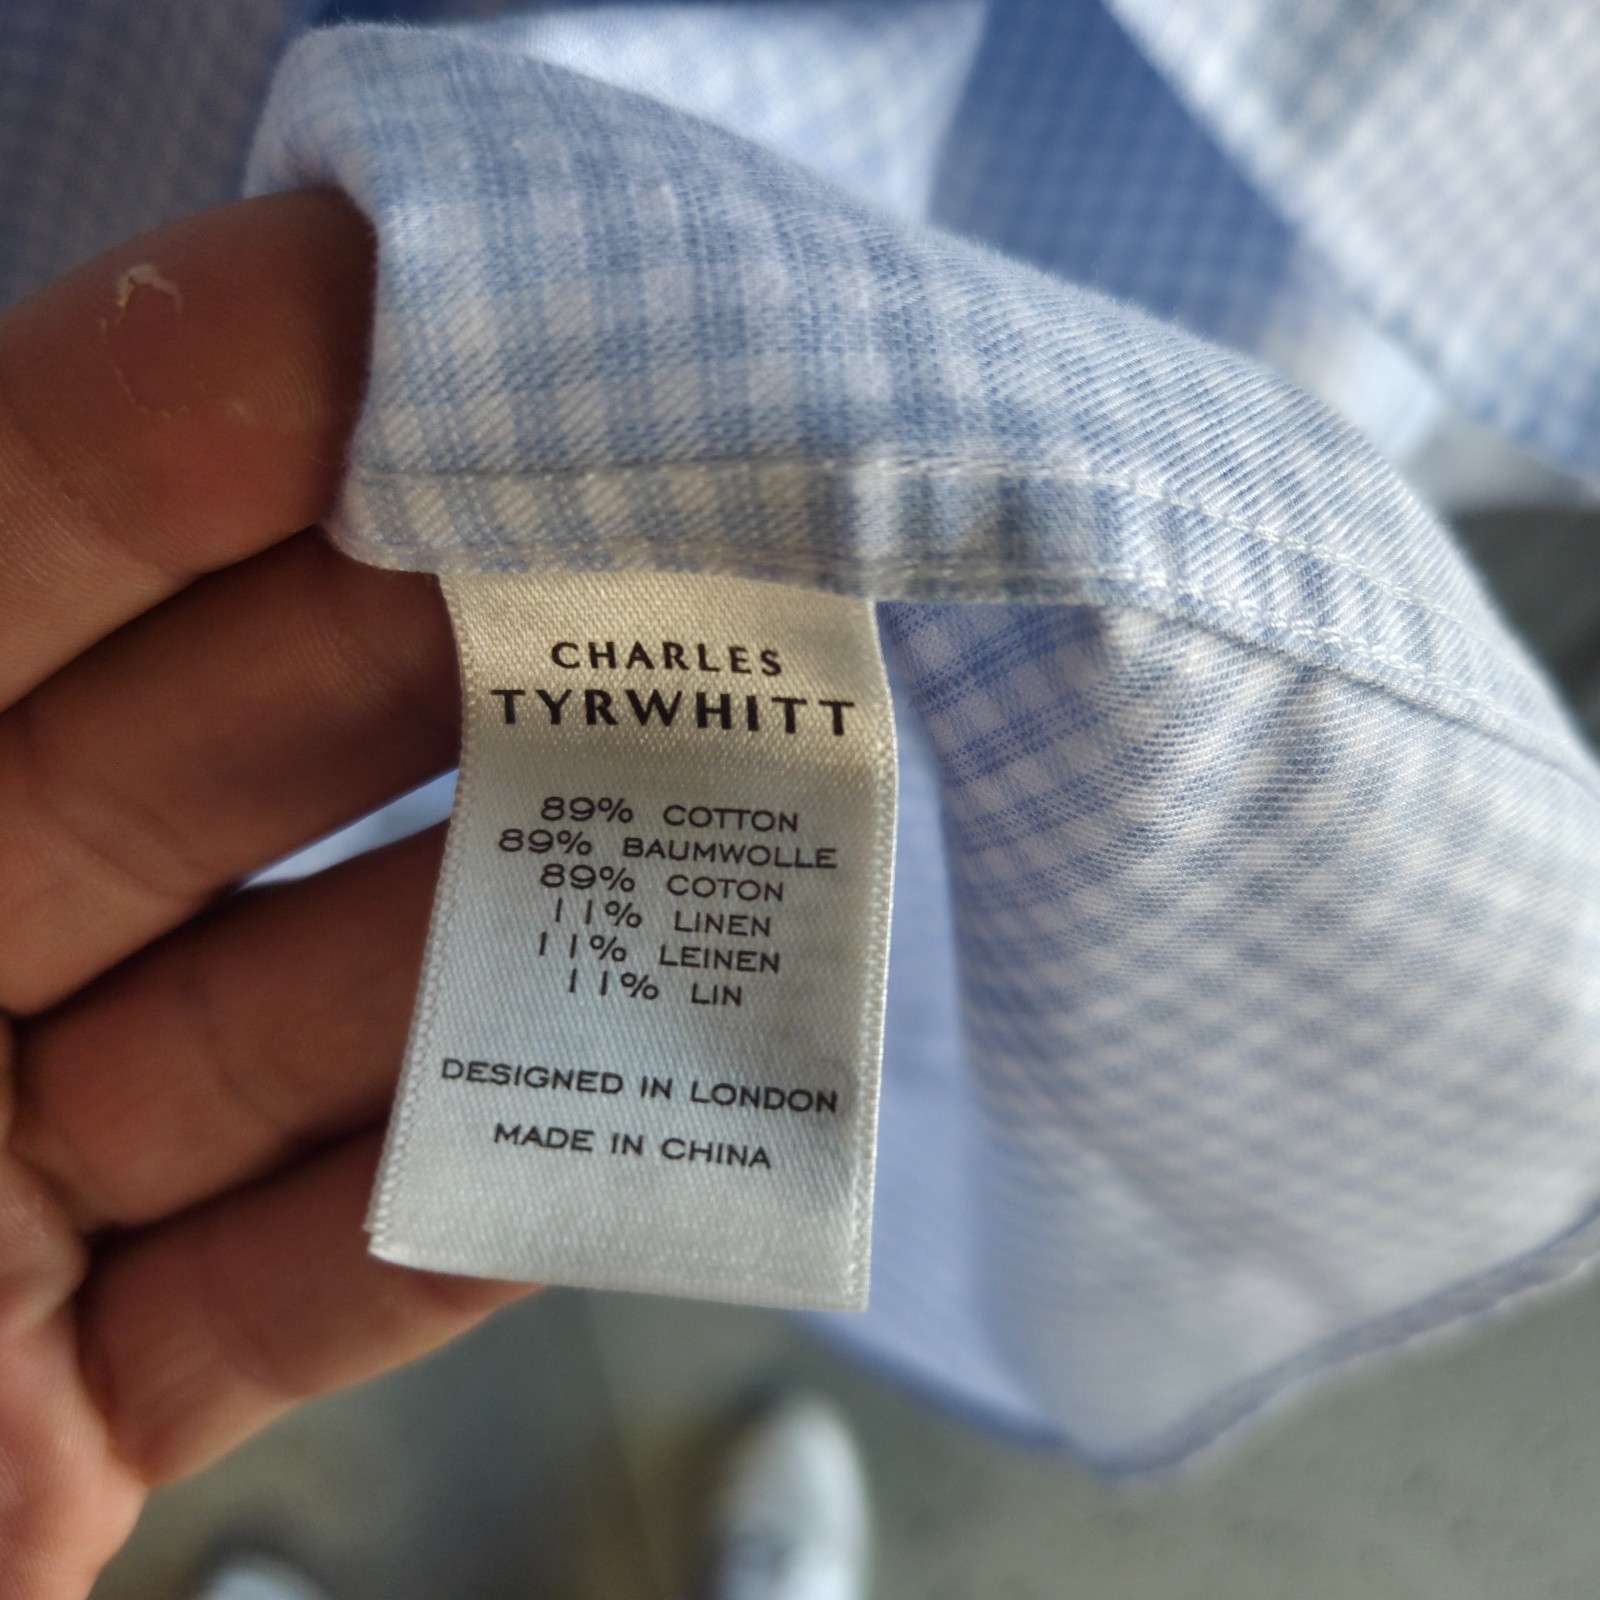 CHARLES
TYRWHITT
89% COTTON
89% BAUMWOLLE
89% COTON
11% LINEN
11% LEINEN
11% LIN
DESIGNED IN LONDON
MADE IN CHINA